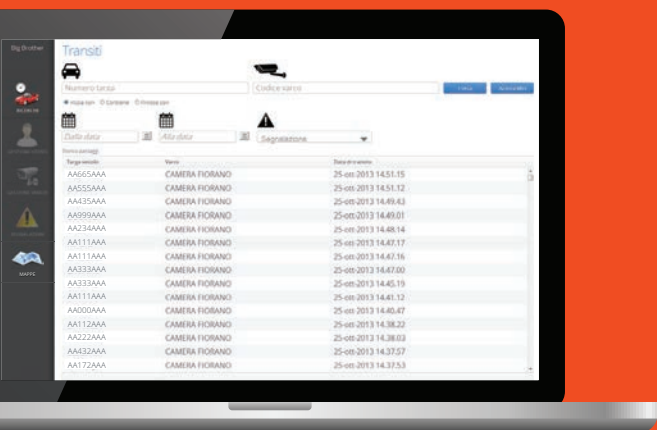 Big Brother
Transiti
Numero targa
Codice varco
Inizia con Contiene Finisce con
Dalla data
Alla data
Segnalazione
Targa veicolo Varco Data di transito
AA665AAA CAMERA FIORANO 25-ott-2013 14.51.15
AA555AAA CAMERA FIORANO 25-ott-2013 14.51.12
AA435AAA CAMERA FIORANO 25-ott-2013 14.49.43
AA999AAA CAMERA FIORANO 25-ott-2013 14.49.01
AA234AAA CAMERA FIORANO 25-ott-2013 14.48.14
AA111AAA CAMERA FIORANO 25-ott-2013 14.47.17
AA111AAA CAMERA FIORANO 25-ott-2013 14.47.16
AA333AAA CAMERA FIORANO 25-ott-2013 14.47.00
AA333AAA CAMERA FIORANO 25-ott-2013 14.45.19
AA111AAA CAMERA FIORANO 25-ott-2013 14.41.12
AA000AAA CAMERA FIORANO 25-ott-2013 14.40.47
AA112AAA CAMERA FIORANO 25-ott-2013 14.38.22
AA222AAA CAMERA FIORANO 25-ott-2013 14.38.03
AA432AAA CAMERA FIORANO 25-ott-2013 14.37.57
AA172AAA CAMERA FIORANO 25-ott-2013 14.37.53
MAPPE